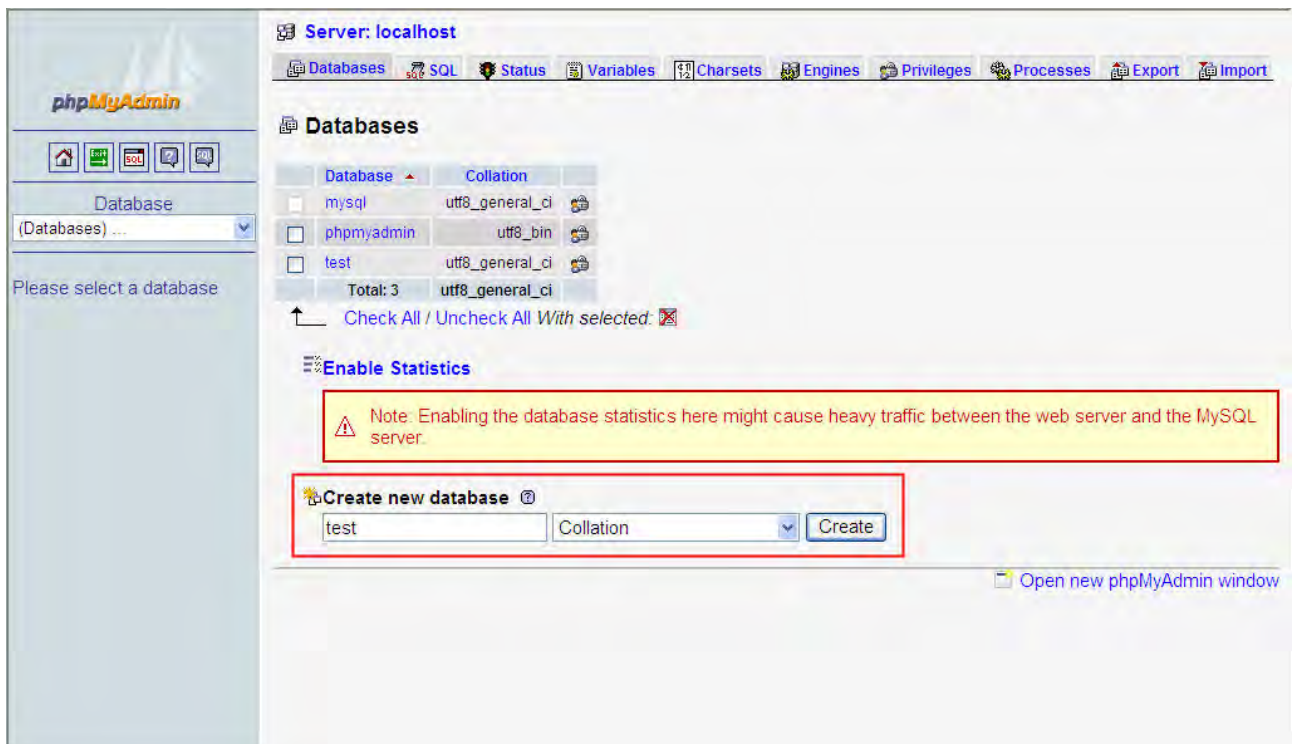 phpMyAdmin
Database
(Databases) ...
Please select a database
Server: localhost
Databases SQL Status Variables Charsets Engines Privileges Processes Export Import
Databases
Database Collation
mysql utf8_general_ci
phpmyadmin utf8_bin
test utf8_general_ci
Total: 3 utf8_general_ci
Check All / Uncheck All With selected:
Enable Statistics
Note: Enabling the database statistics here might cause heavy traffic between the web server and the MySQL
server.
Create new database
test Collation Create
Open new phpMyAdmin window